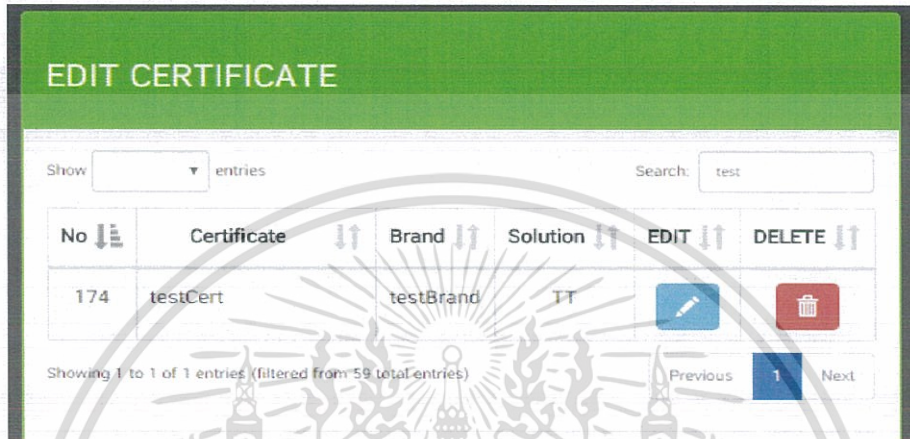 EDIT CERTIFICATE
Show entries Search: test
No Certificate Brand Solution EDIT DELETE
174 testCert testBrand TT
Showing 1 to 1 of 1 entries (filtered from 59 total entries) Previous 1 Next